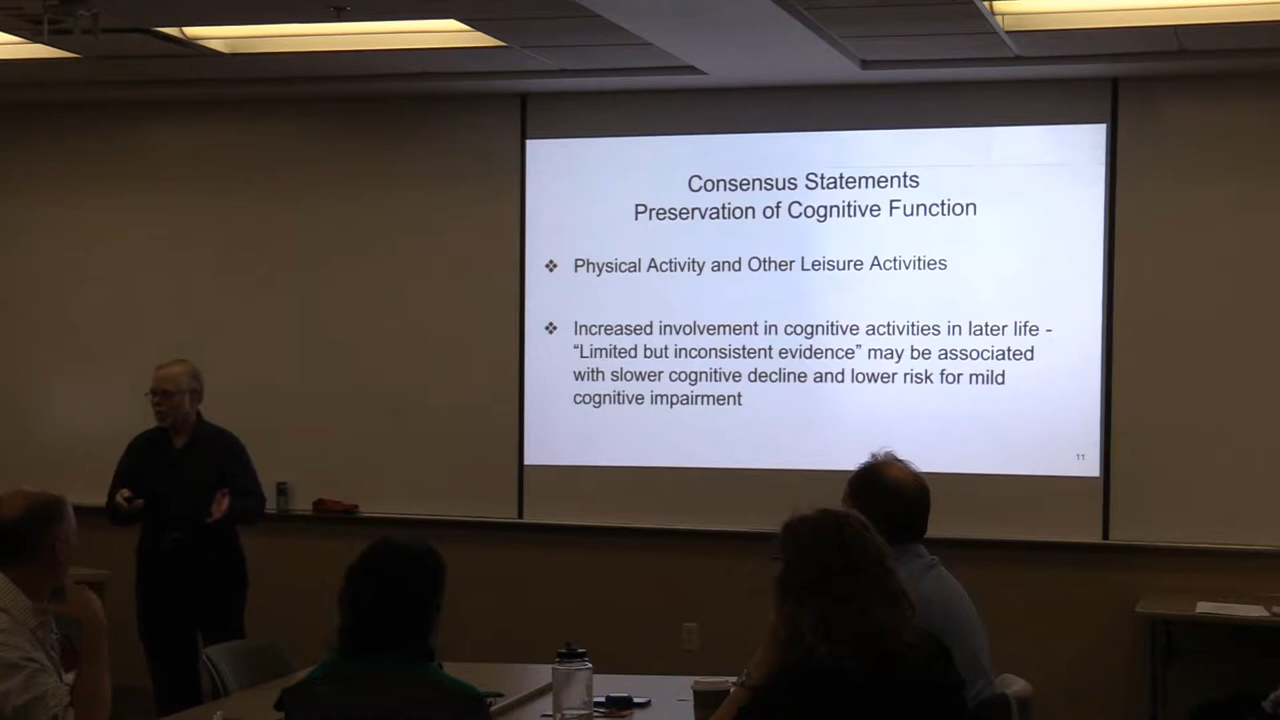 Consensus Statements
Preservation of Cognitive Function
❖ Physical Activity and Other Leisure Activities
❖ Increased involvement in cognitive activities in later life -
“Limited but inconsistent evidence” may be associated
with slower cognitive decline and lower risk for mild
cognitive impairment
11